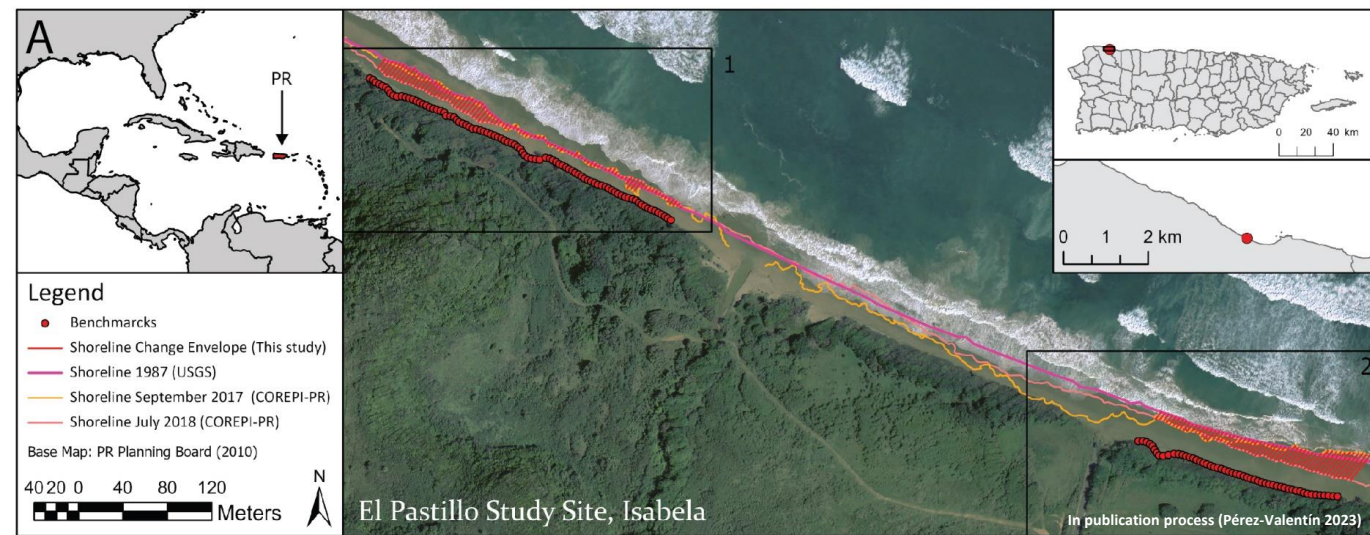 A
PR
1
0 20 40 km
0 1 2 km
Legend
Benchmarcks
Shoreline Change Envelope (This study)
Shoreline 1987 (USGS)
Shoreline September 2017 (COREPI-PR)
Shoreline July 2018 (COREPI-PR)
Base Map: PR Planning Board (2010)
N
40 20 0 40 80 120
Meters
2
El Pastillo Study Site, Isabela
In publication process (Pérez-Valentín 2023)